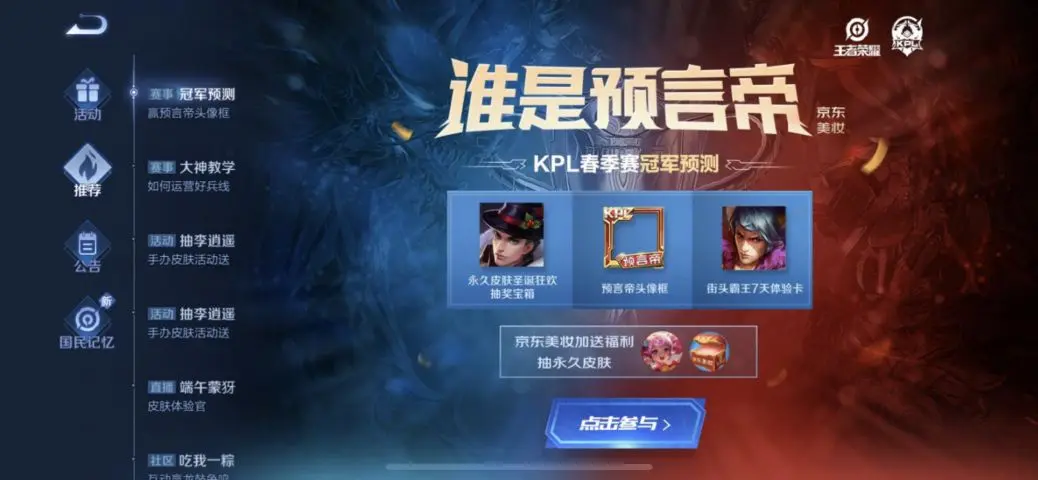 活动
推荐
公告
新
国民记忆
赛事 冠军预测
赢预言帝头像框
赛事 大神教学
如何运营好兵线
活动 抽李逍遥
手办皮肤活动送
活动 抽李逍遥
手办皮肤活动送
直播 端午蒙犽
皮肤体验官
社区 吃我一粽
王者荣耀
KPL
谁是预言帝
京东
美妆
KPL春季赛冠军预测
永久皮肤圣诞狂欢
抽奖宝箱
KPL
预言帝
预言帝头像框
街头霸王7天体验卡
京东美妆加送福利
抽永久皮肤
点击参与 >